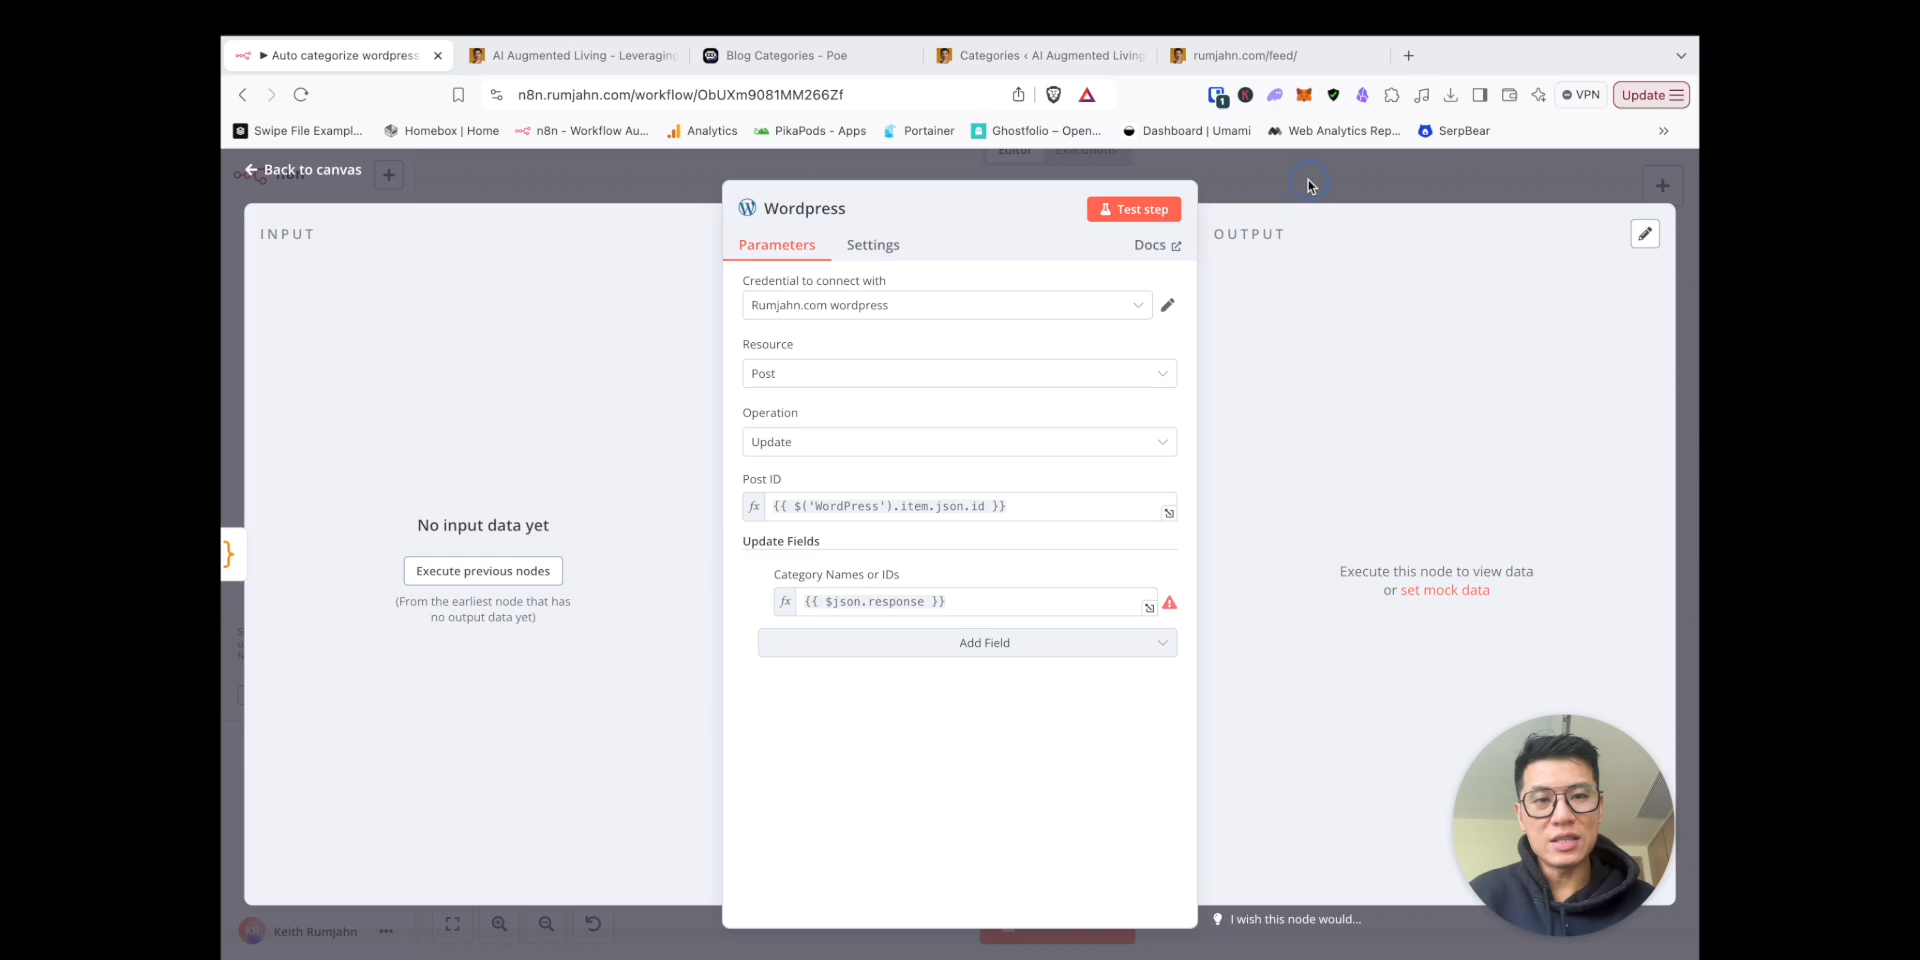 Auto categorize wordpress
AI Augmented Living - Leveraging
Blog Categories - Poe
Categories ‹ AI Augmented Living
rumjahn.com/feed/
n8n.rumjahn.com/workflow/ObUXm9081MM266Zf
1
VPN
Update
Swipe File Exampl...
Homebox | Home
n8n - Workflow Au...
Analytics
PikaPods - Apps
Portainer
Ghostfolio – Open...
Dashboard | Umami
Web Analytics Rep...
SerpBear
Editor
Executions
Back to canvas
n8n
Wordpress
Test step
INPUT
OUTPUT
Parameters
Settings
Docs
Credential to connect with
Rumjahn.com wordpress
Resource
Post
Operation
Update
Post ID
fx {{ $('WordPress').item.json.id }}
Update Fields
Category Names or IDs
fx {{ $json.response }}
Add Field
No input data yet
Execute previous nodes
(From the earliest node that has
no output data yet)
Execute this node to view data
or set mock data
I wish this node would...
KR
Keith Rumjahn